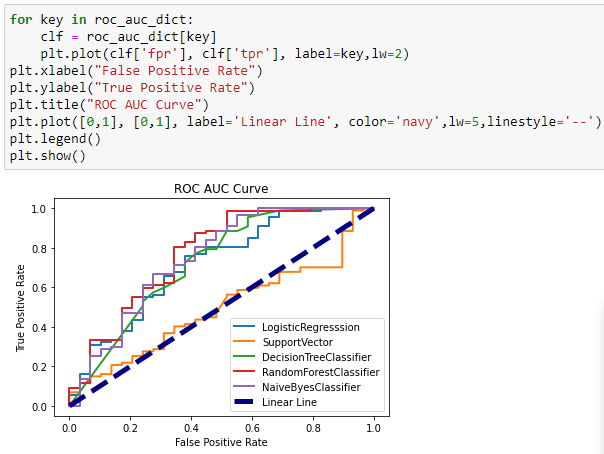 for key in roc_auc_dict:
    clf = roc_auc_dict[key]
    plt.plot(clf['fpr'], clf['tpr'], label=key,lw=2)
plt.xlabel("False Positive Rate")
plt.ylabel("True Positive Rate")
plt.title("ROC AUC Curve")
plt.plot([0,1], [0,1], label='Linear Line', color='navy',lw=5,linestyle='--')
plt.legend()
plt.show()
ROC AUC Curve
True Positive Rate
1.0
0.8
0.6
0.4
0.2
0.0
LogisticRegresssion
SupportVector
DecisionTreeClassifier
RandomForestClassifier
NaiveByesClassifier
Linear Line
0.0 0.2 0.4 0.6 0.8 1.0
False Positive Rate